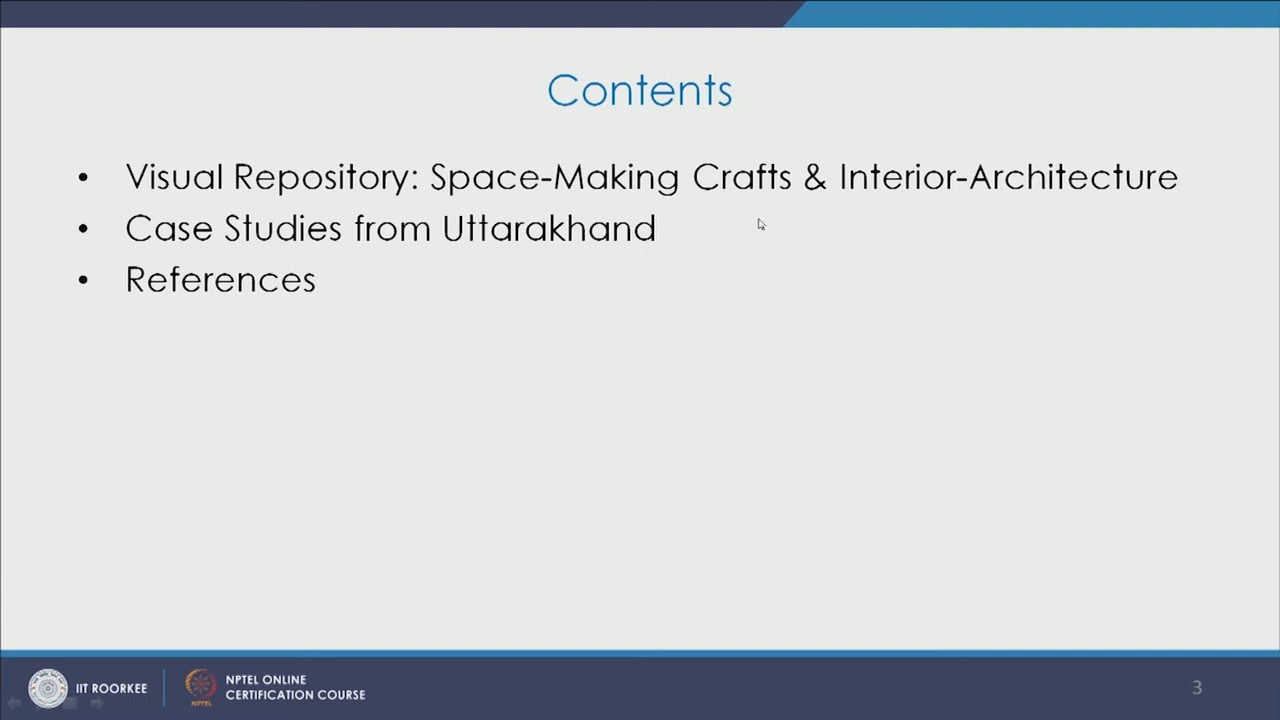 Contents
• Visual Repository: Space-Making Crafts & Interior-Architecture
• Case Studies from Uttarakhand
• References
IIT ROORKEE
NPTEL
NPTEL ONLINE
CERTIFICATION COURSE
3